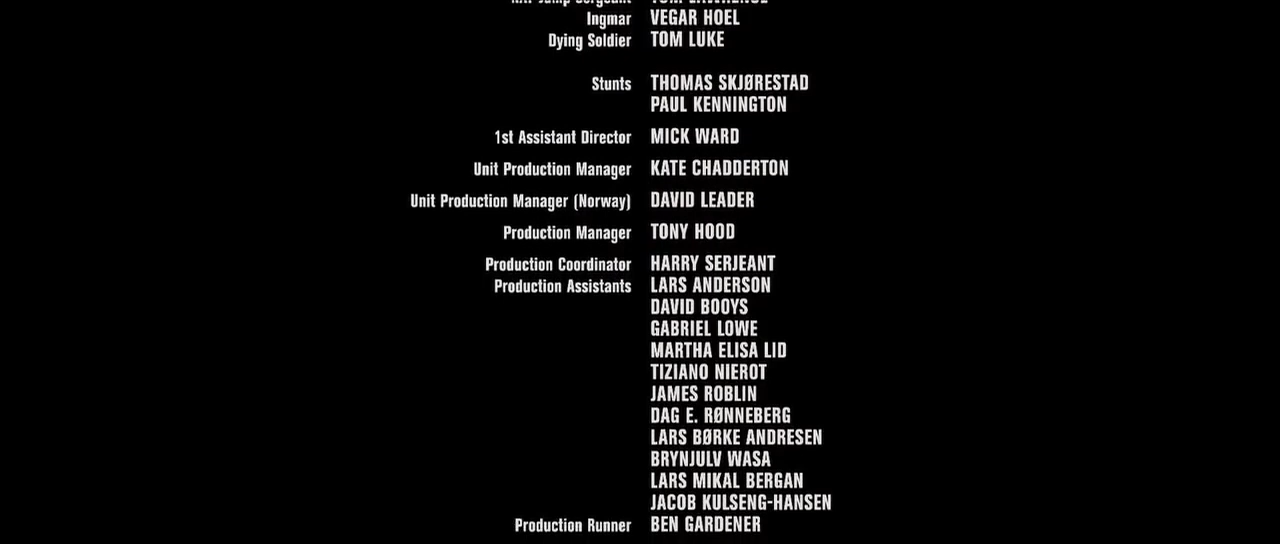 Ingmar VEGAR HOEL
Dying Soldier TOM LUKE
Stunts THOMAS SKJØRESTAD
PAUL KENNINGTON
1st Assistant Director MICK WARD
Unit Production Manager KATE CHADDERTON
Unit Production Manager (Norway) DAVID LEADER
Production Manager TONY HOOD
Production Coordinator HARRY SERJEANT
Production Assistants LARS ANDERSON
DAVID BOOYS
GABRIEL LOWE
MARTHA ELISA LID
TIZIANO NIEROT
JAMES ROBLIN
DAG E. RØNNEBERG
LARS BØRKE ANDRESEN
BRYNJULV WASA
LARS MIKAL BERGAN
JACOB KULSENG-HANSEN
Production Runner BEN GARDENER